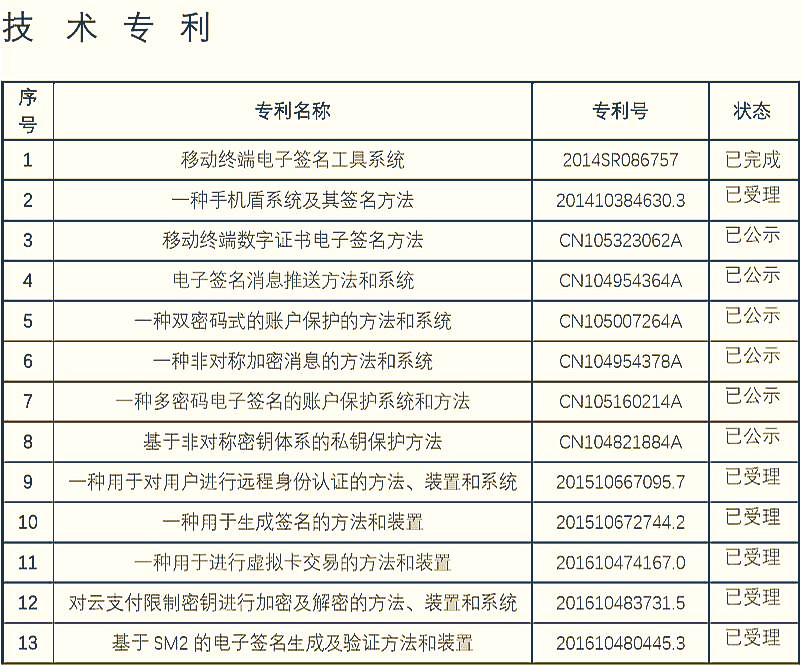 技 术 专 利
序号 专利名称 专利号 状态
1 移动终端电子签名工具系统 2014SR086757 已完成
2 一种手机盾系统及其签名方法 201410384630.3 已受理
3 移动终端数字证书电子签名方法 CN105323062A 已公示
4 电子签名消息推送方法和系统 CN104954364A 已公示
5 一种双密码式的账户保护的方法和系统 CN105007264A 已公示
6 一种非对称加密消息的方法和系统 CN104954378A 已公示
7 一种多密码电子签名的账户保护系统和方法 CN105160214A 已公示
8 基于非对称密钥体系的私钥保护方法 CN104821884A 已公示
9 一种用于对用户进行远程身份认证的方法、装置和系统 201510667095.7 已受理
10 一种用于生成签名的方法和装置 201510672744.2 已受理
11 一种用于进行虚拟卡交易的方法和装置 201610474167.0 已受理
12 对云支付限制密钥进行加密及解密的方法、装置和系统 201610483731.5 已受理
13 基于 SM2 的电子签名生成及验证方法和装置 201610480445.3 已受理